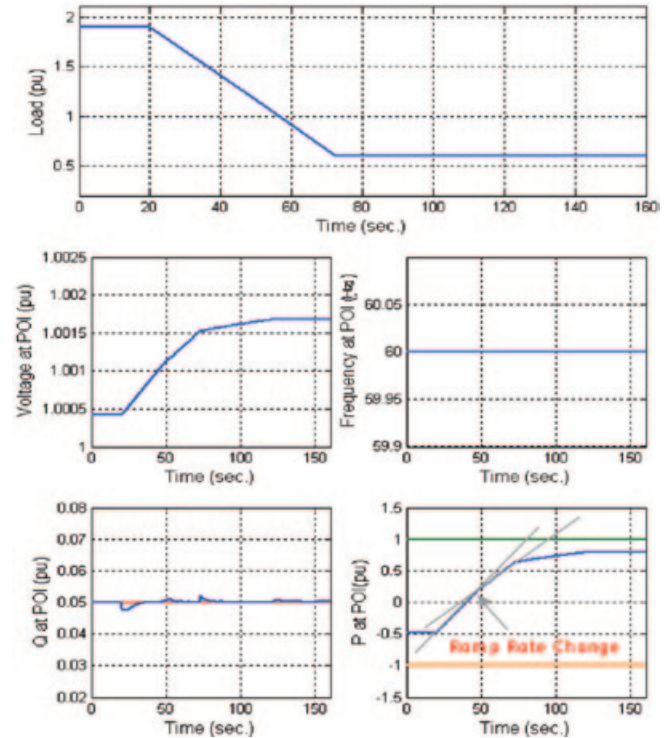 2
1.5
1
0.5
Load (pu)
0 20 40 60 80 100 120 140 160
Time (sec.)
1.0025
1.002
1.0015
1.001
1.0005
1
Voltage at POI (pu)
0 50 100 150
Time (sec.)
60.05
60
59.95
59.9
Frequency at POI (Hz)
0 50 100 150
Time (sec.)
0.08
0.07
0.06
0.05
0.04
0.03
0.02
Q at POI (pu)
0 50 100 150
Time (sec.)
1.5
1
0.5
0
-0.5
-1
-1.5
P at POI(pu)
Ramp Rate Change
0 50 100 150
Time (sec.)